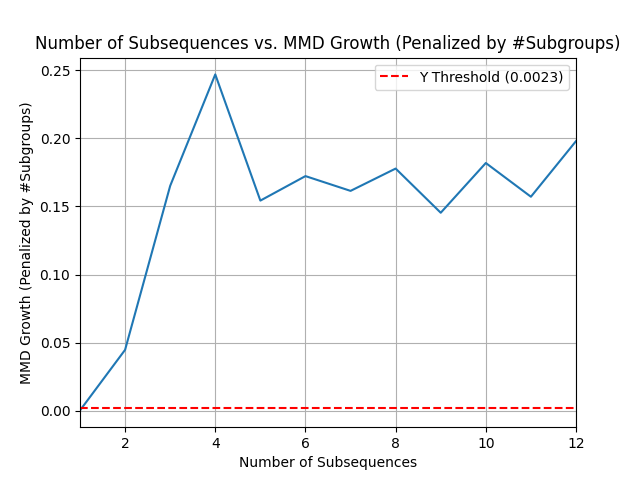 Number of Subsequences vs. MMD Growth (Penalized by #Subgroups)
Y Threshold (0.0023)
MMD Growth (Penalized by #Subgroups)
0.25
0.20
0.15
0.10
0.05
0.00
2 4 6 8 10 12
Number of Subsequences